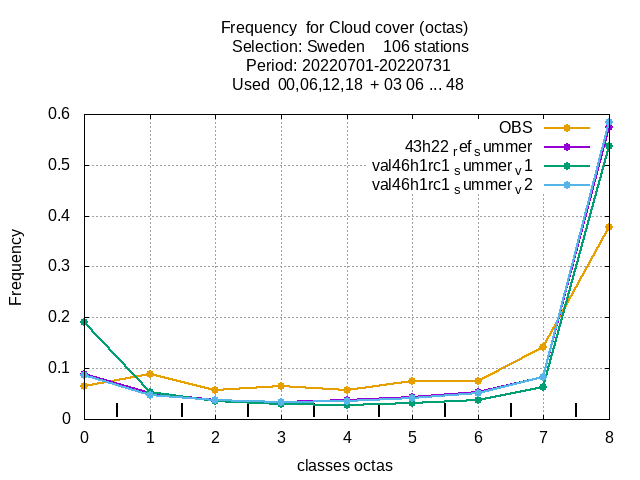 Frequency for Cloud cover (octas)
Selection: Sweden 106 stations
Period: 20220701-20220731
Used 00,06,12,18 + 03 06 ... 48
OBS
43h22 ref summer
val46h1rc1 summer v1
val46h1rc1 summer v2
0.6
0.5
0.4
0.3
0.2
0.1
0
Frequency
0 1 2 3 4 5 6 7 8
classes octas